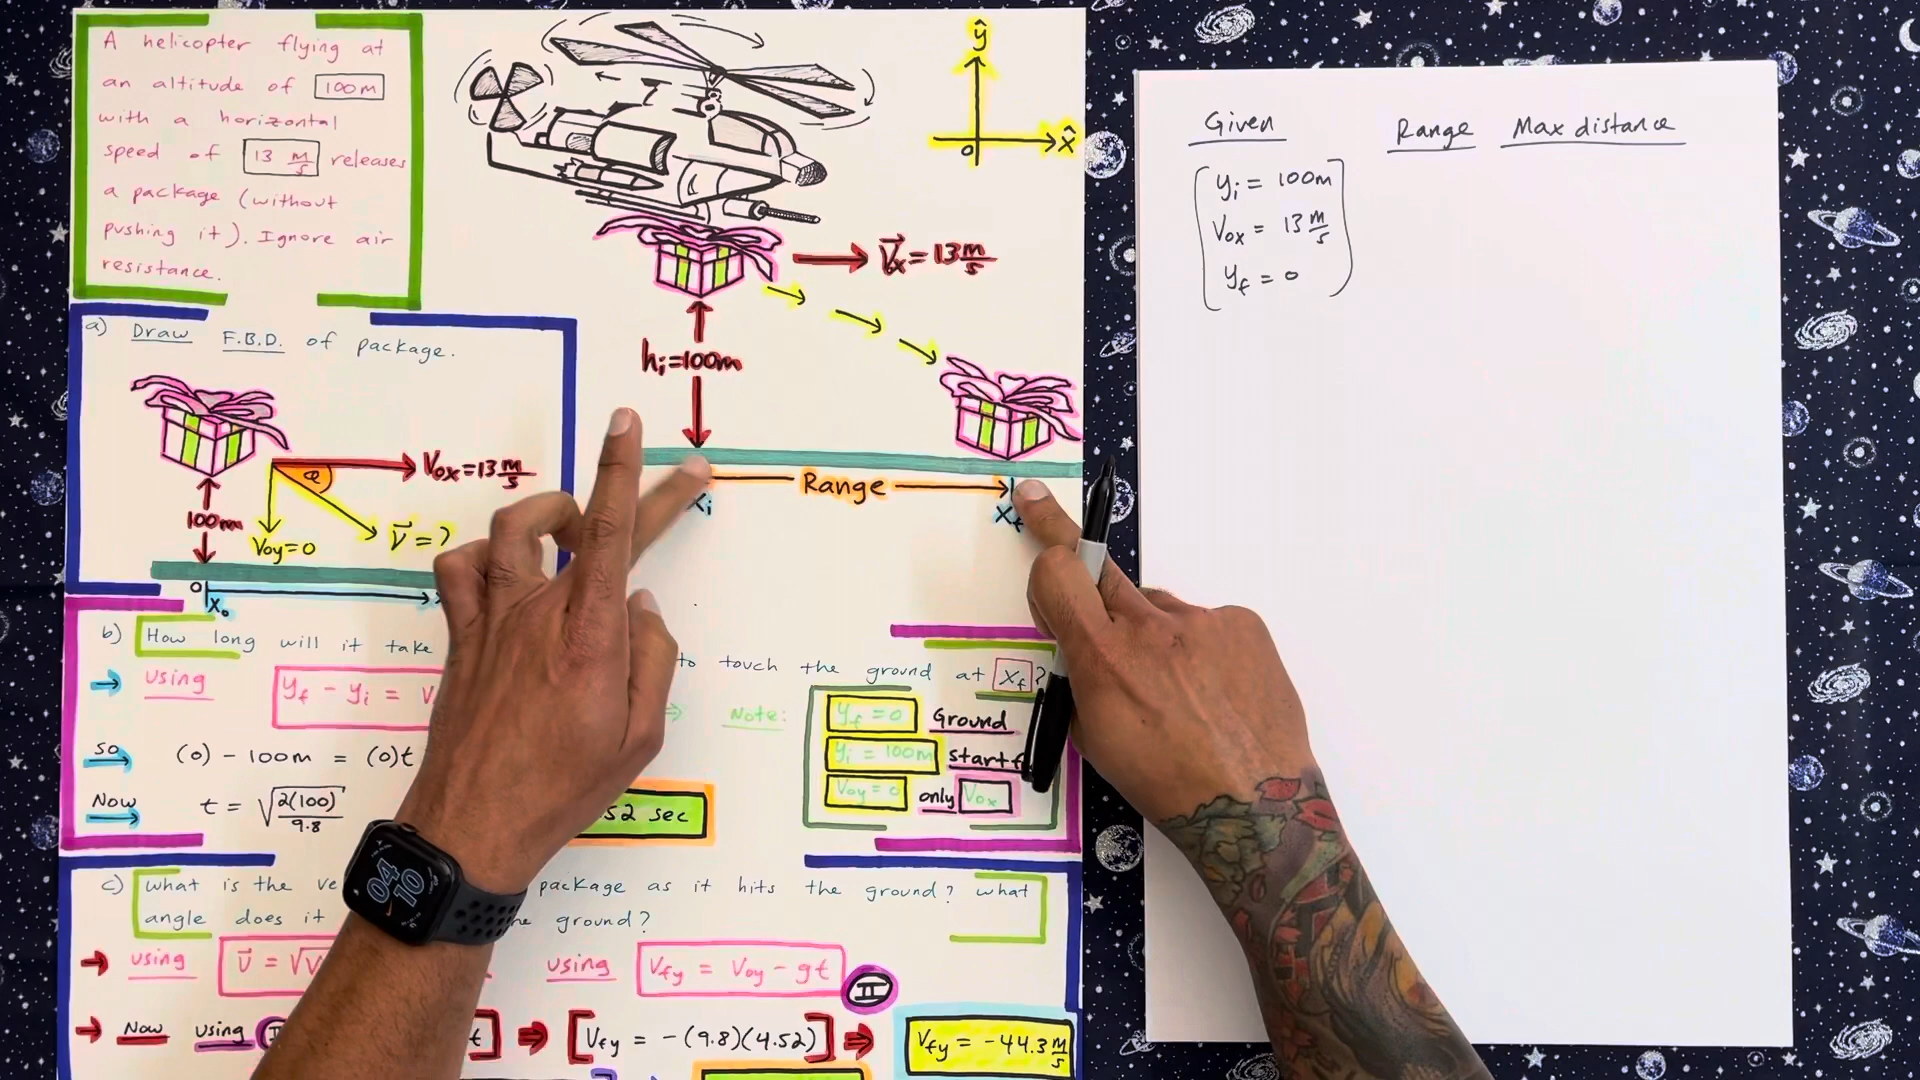 A helicopter flying at
an altitude of 100m
with a horizontal
speed of 13 m/s releases
a package (without
pushing it). Ignore air
resistance.
ŷ
x̂
0
V⃗x = 13 m/s
hi = 100m
Range
Xi
a) Draw F.B.D. of package.
Vox = 13 m/s
100m
Voy = 0
V⃗ = ?
0
X₀
b) How long will it take
to touch the ground at Xf?
using
yf - yi =
Note:
yf = 0 Ground
yi = 100m
Voy = 0 only Vox
so (0) - 100m = (0)t
Now t = √2(100)/9.8
52 sec
c) what is the
package as it hits the ground? what
angle does it
ground?
using
using Vfy = Voy - gt
II
Now using
[Vfy = -(9.8)(4.52)]
Vfy = -44.3 m/s
04
10
Given
Range Max distance
yi = 100m
Vox = 13 m/s
yf = 0